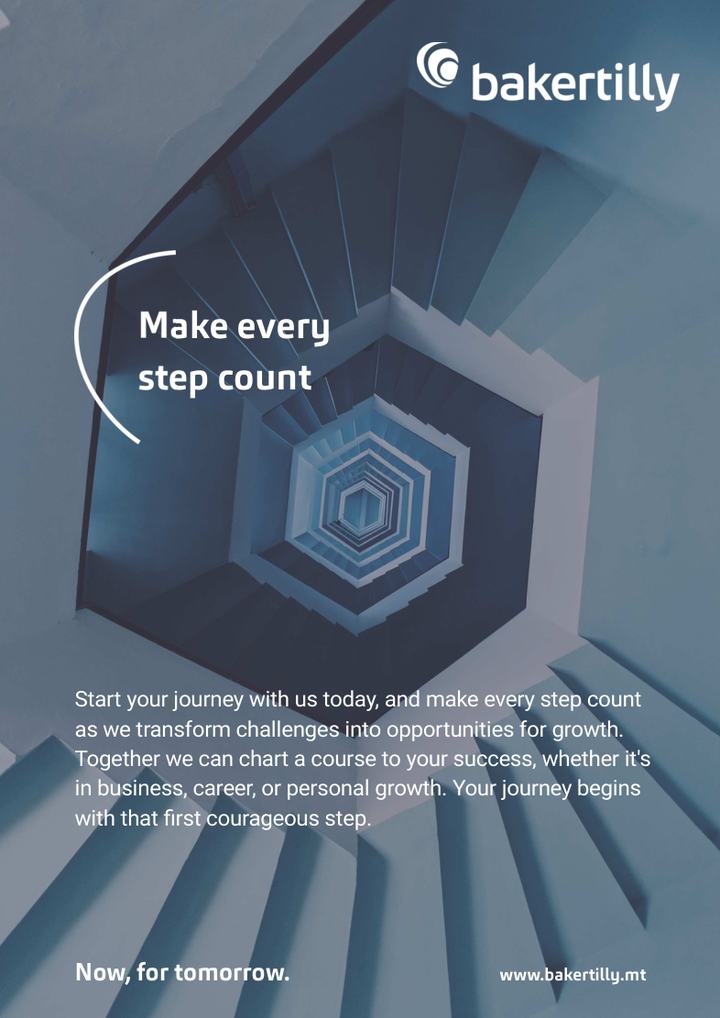 bakertilly
Make every
step count
Start your journey with us today, and make every step count
as we transform challenges into opportunities for growth.
Together we can chart a course to your success, whether it's
in business, career, or personal growth. Your journey begins
with that first courageous step.
Now, for tomorrow.
www.bakertilly.mt